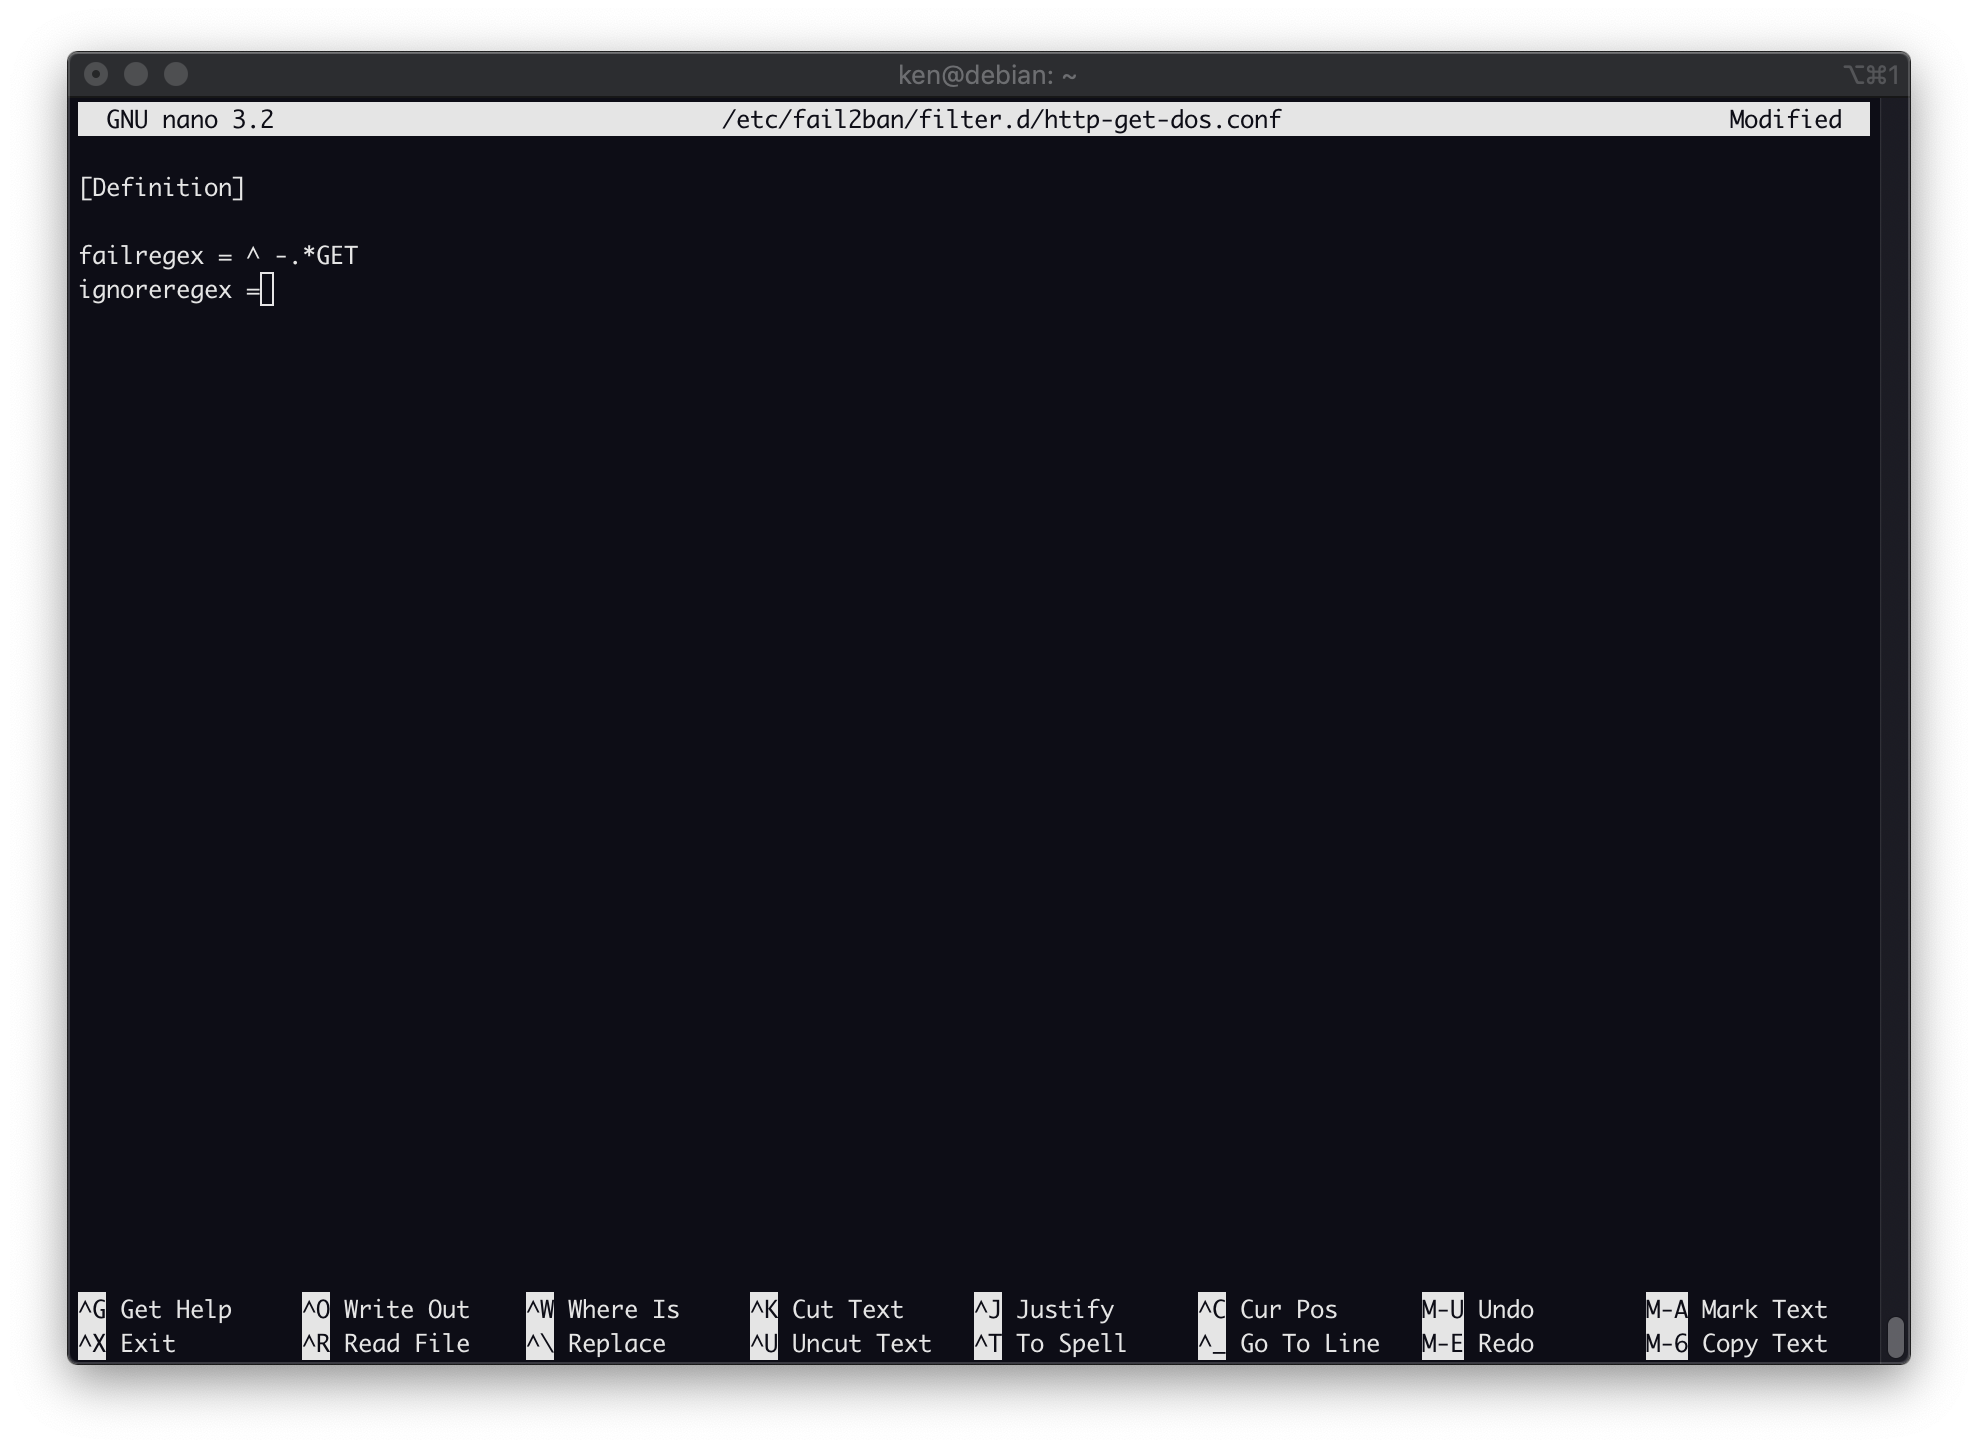 ken@debian: ~ ⌥⌘1
GNU nano 3.2 /etc/fail2ban/filter.d/http-get-dos.conf Modified
[Definition]
failregex = ^ -.*GET
ignoreregex =
^G Get Help ^O Write Out ^W Where Is ^K Cut Text ^J Justify ^C Cur Pos M-U Undo M-A Mark Text
^X Exit ^R Read File ^\ Replace ^U Uncut Text ^T To Spell ^_ Go To Line M-E Redo M-6 Copy Text